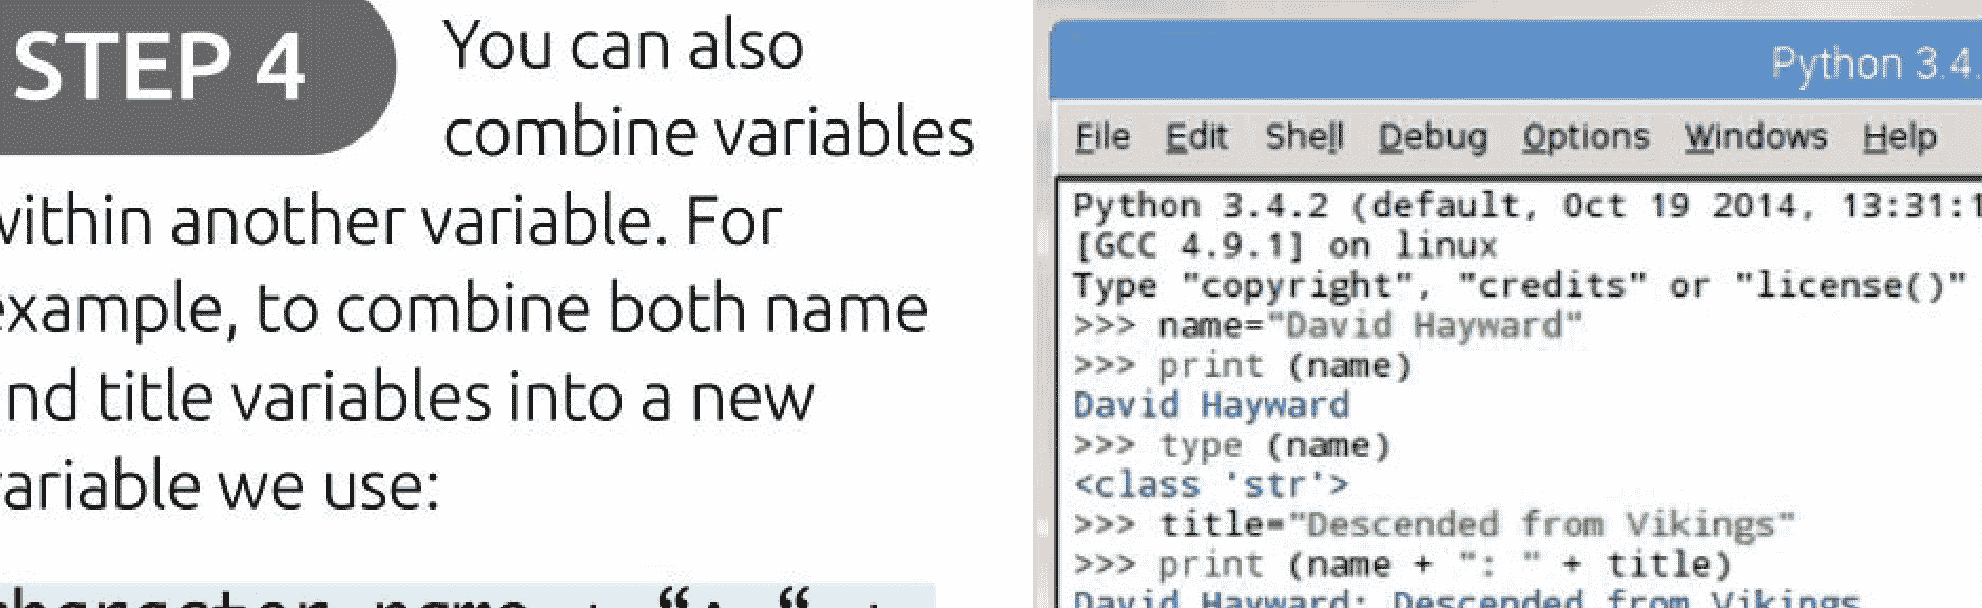 STEP 4
You can also
combine variables
within another variable. For
example, to combine both name
and title variables into a new
variable we use:
Python 3.4.
File Edit Shell Debug Options Windows Help
Python 3.4.2 (default, Oct 19 2014, 13:31:1
[GCC 4.9.1] on linux
Type "copyright", "credits" or "license()"
>>> name="David Hayward"
>>> print (name)
David Hayward
>>> type (name)
<class 'str'>
>>> title="Descended from Vikings"
>>> print (name + ": " + title)
David Hayward: Descended from Vikings